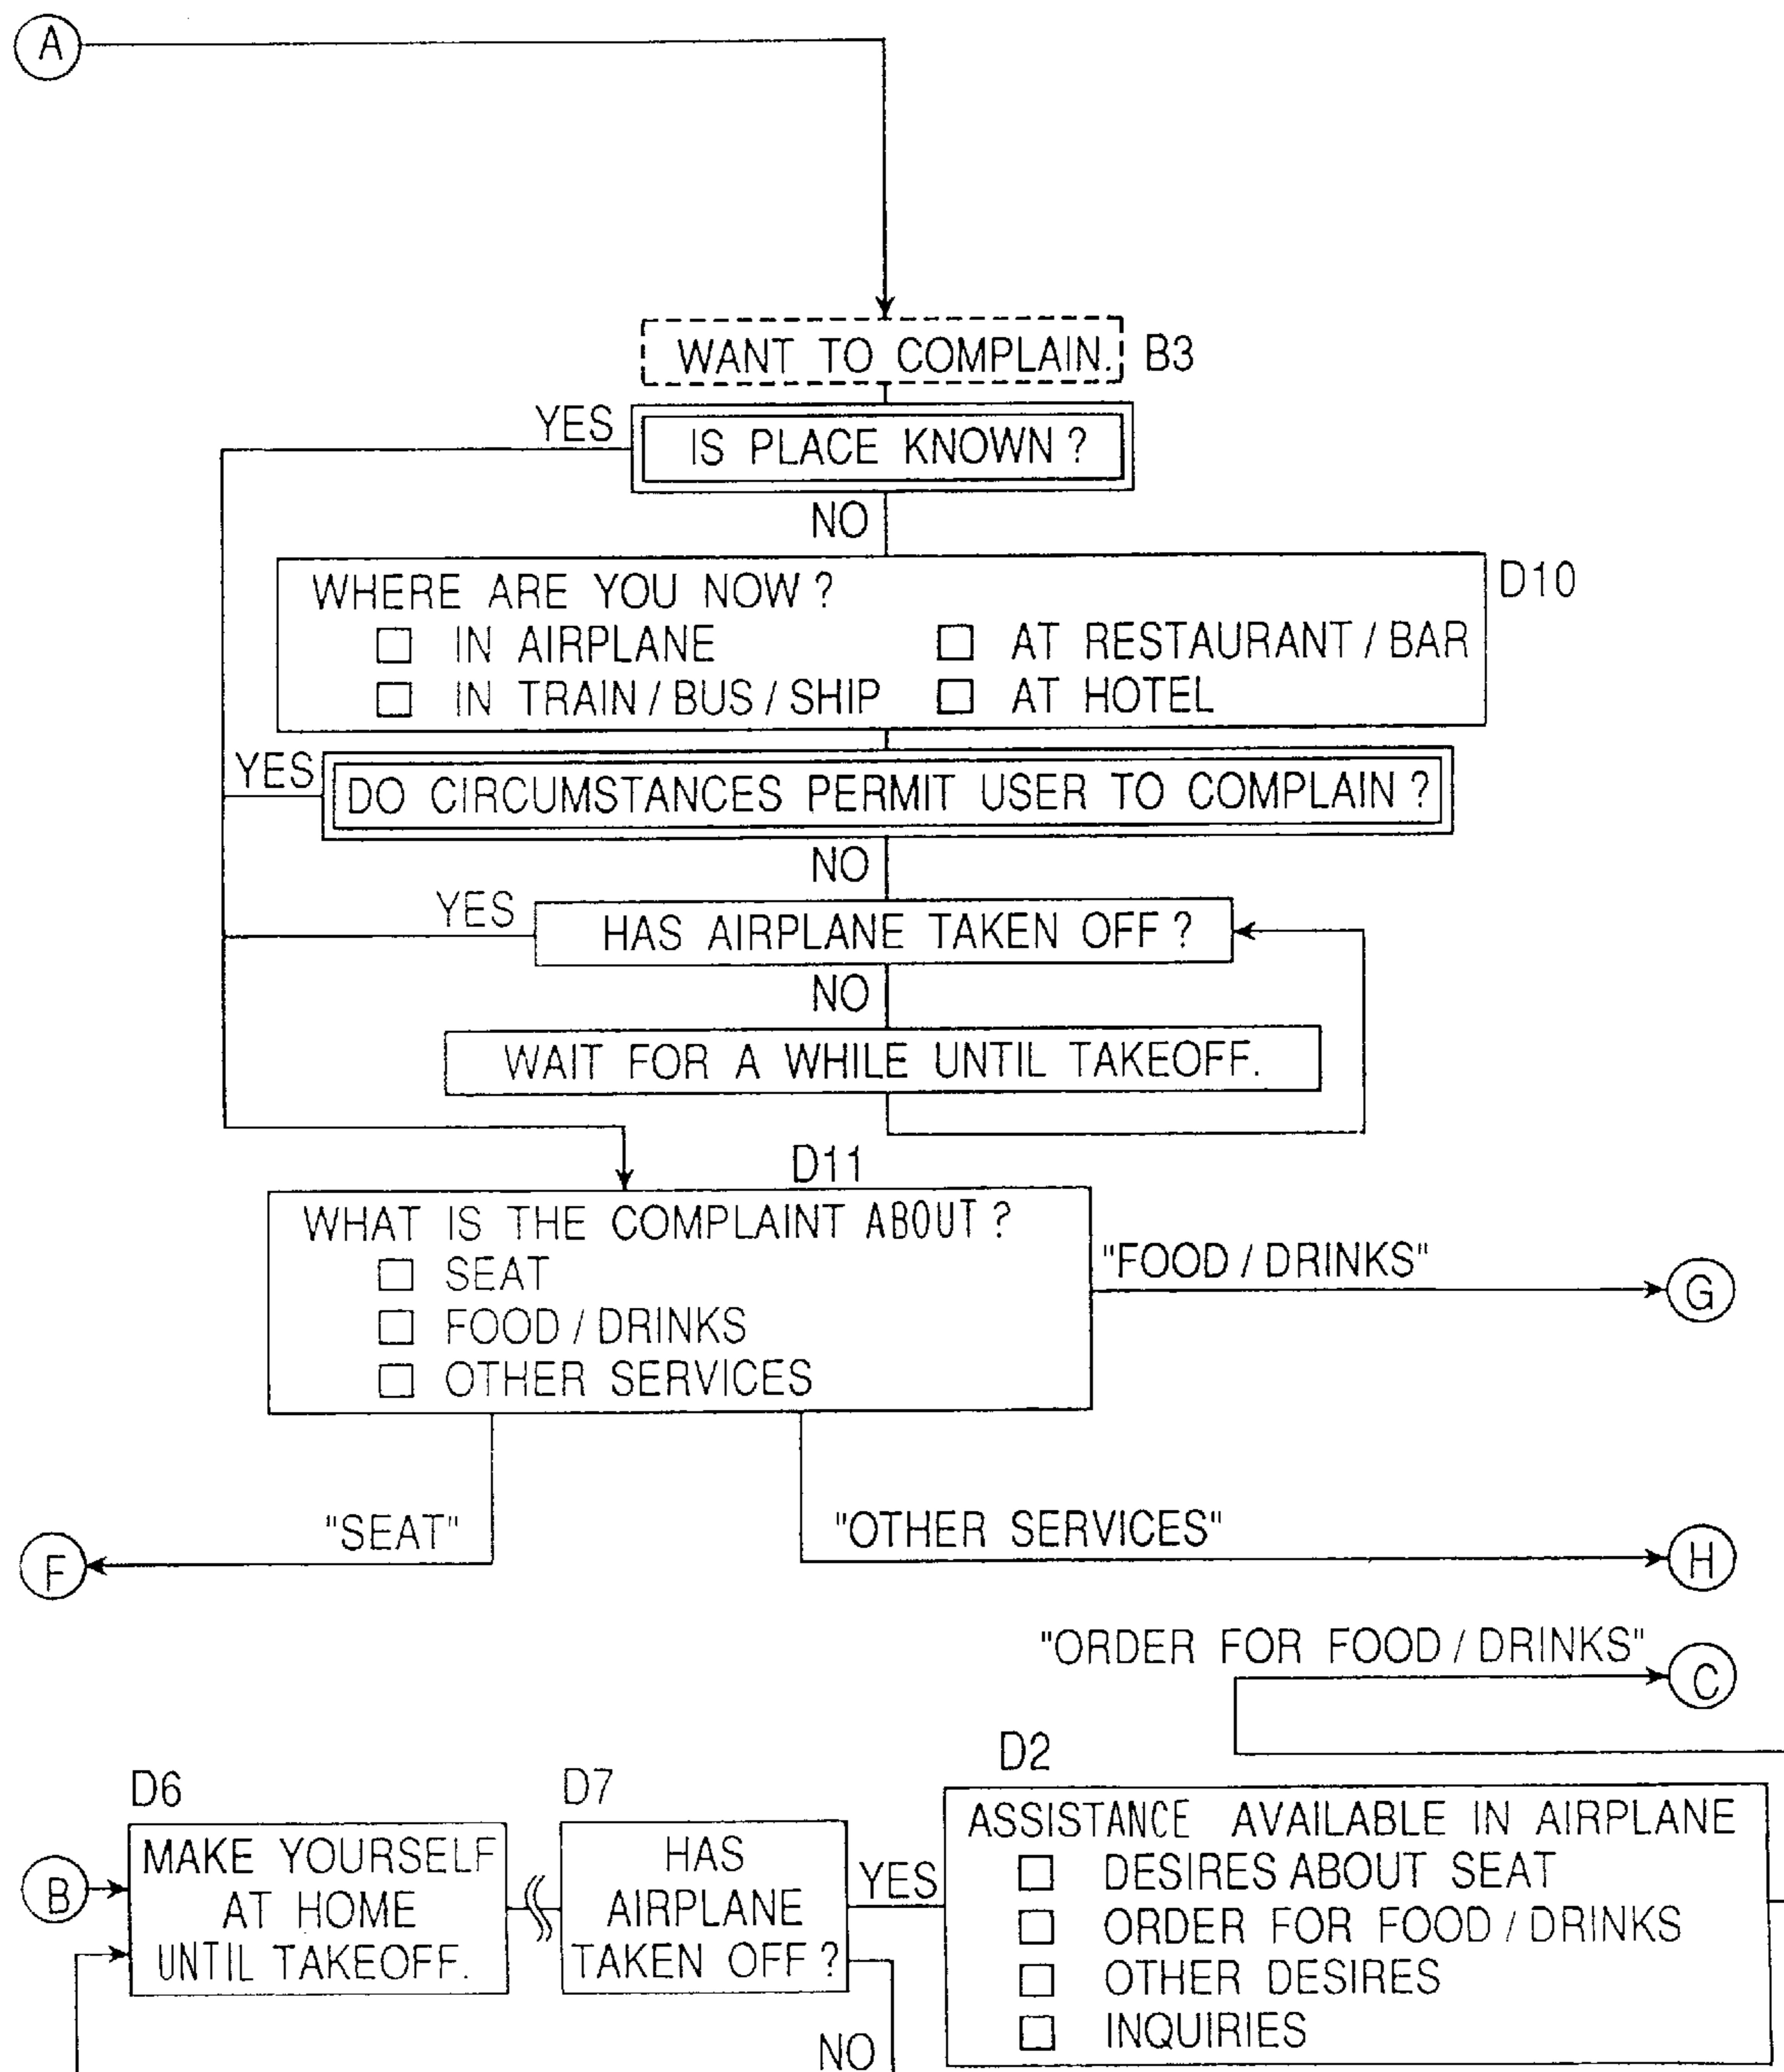 A
WANT TO COMPLAIN. B3
YES
IS PLACE KNOWN ?
NO
D10
WHERE ARE YOU NOW ?
□ IN AIRPLANE □ AT RESTAURANT / BAR
□ IN TRAIN / BUS / SHIP □ AT HOTEL
YES
DO CIRCUMSTANCES PERMIT USER TO COMPLAIN ?
NO
YES
HAS AIRPLANE TAKEN OFF ?
NO
WAIT FOR A WHILE UNTIL TAKEOFF.
D11
WHAT IS THE COMPLAINT ABOUT ?
□ SEAT
□ FOOD / DRINKS
□ OTHER SERVICES
"FOOD / DRINKS"
G
"SEAT"
F
"OTHER SERVICES"
H
"ORDER FOR FOOD / DRINKS"
C
B
D6
MAKE YOURSELF
AT HOME
UNTIL TAKEOFF.
D7
HAS
AIRPLANE
TAKEN OFF ?
YES
NO
D2
ASSISTANCE AVAILABLE IN AIRPLANE
□ DESIRES ABOUT SEAT
□ ORDER FOR FOOD / DRINKS
□ OTHER DESIRES
□ INQUIRIES